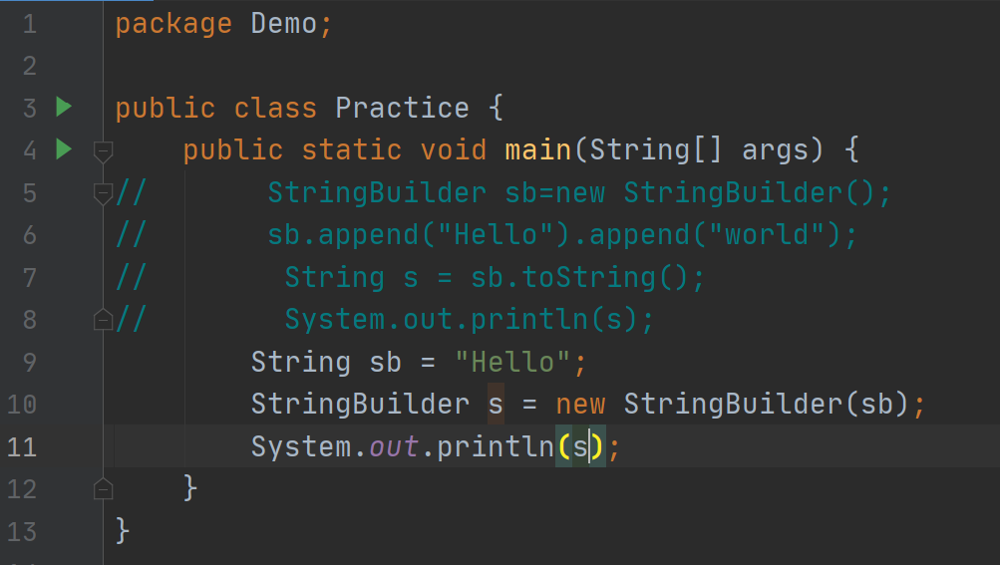 1 package Demo;
2
3 public class Practice {
4     public static void main(String[] args) {
5 //       StringBuilder sb=new StringBuilder();
6 //       sb.append("Hello").append("world");
7 //        String s = sb.toString();
8 //        System.out.println(s);
9         String sb = "Hello";
10         StringBuilder s = new StringBuilder(sb);
11         System.out.println(s);
12     }
13 }